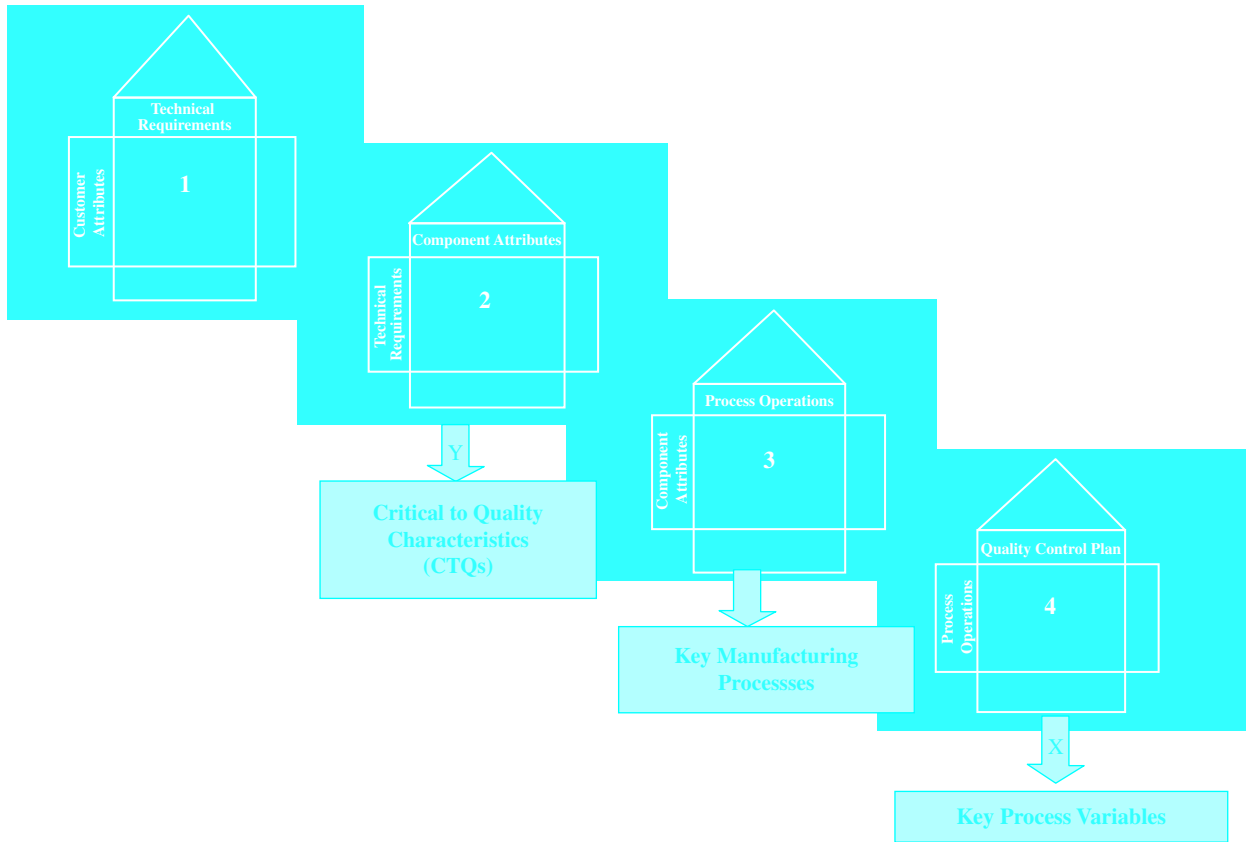 Technical
Requirements
Customer
Attributes
1
Component Attributes
Technical
Requirements
2
Process Operations
Component
Attributes
3
Y
Critical to Quality
Characteristics
(CTQs)
Quality Control Plan
Process
Operations
4
Key Manufacturing
Processses
X
Key Process Variables